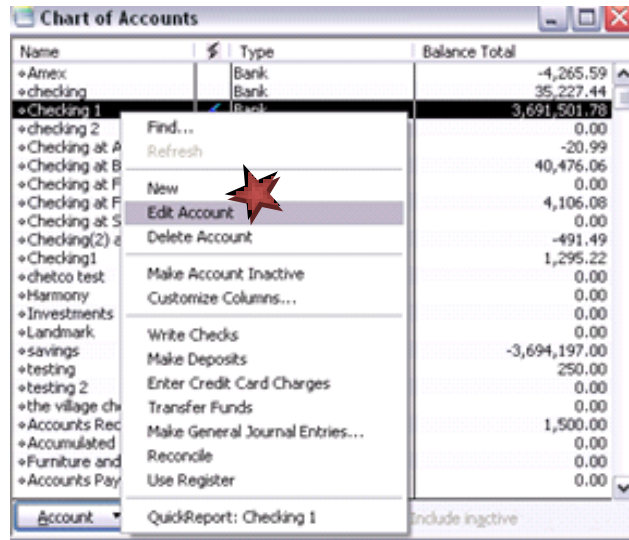 Chart of Accounts
Name Type Balance Total
Amex Bank -4,265.59
checking Bank 35,227.44
Checking 1 Bank 3,691,501.78
checking 2 0.00
Checking at A -20.99
Checking at B 40,476.06
Checking at F 0.00
Checking at F 4,106.08
Checking at S 0.00
Checking(2) a -491.49
Checking1 1,295.22
chetco test 0.00
Harmony 0.00
Investments 0.00
Landmark 0.00
savings -3,694,197.00
testing 250.00
testing 2 0.00
the village ch 0.00
Accounts Rec 1,500.00
Accumulated 0.00
Furniture and 0.00
Accounts Pay 0.00
Find...
Refresh
New
Edit Account
Delete Account
Make Account Inactive
Customize Columns...
Write Checks
Make Deposits
Enter Credit Card Charges
Transfer Funds
Make General Journal Entries...
Reconcile
Use Register
QuickReport: Checking 1
Account Include inactive